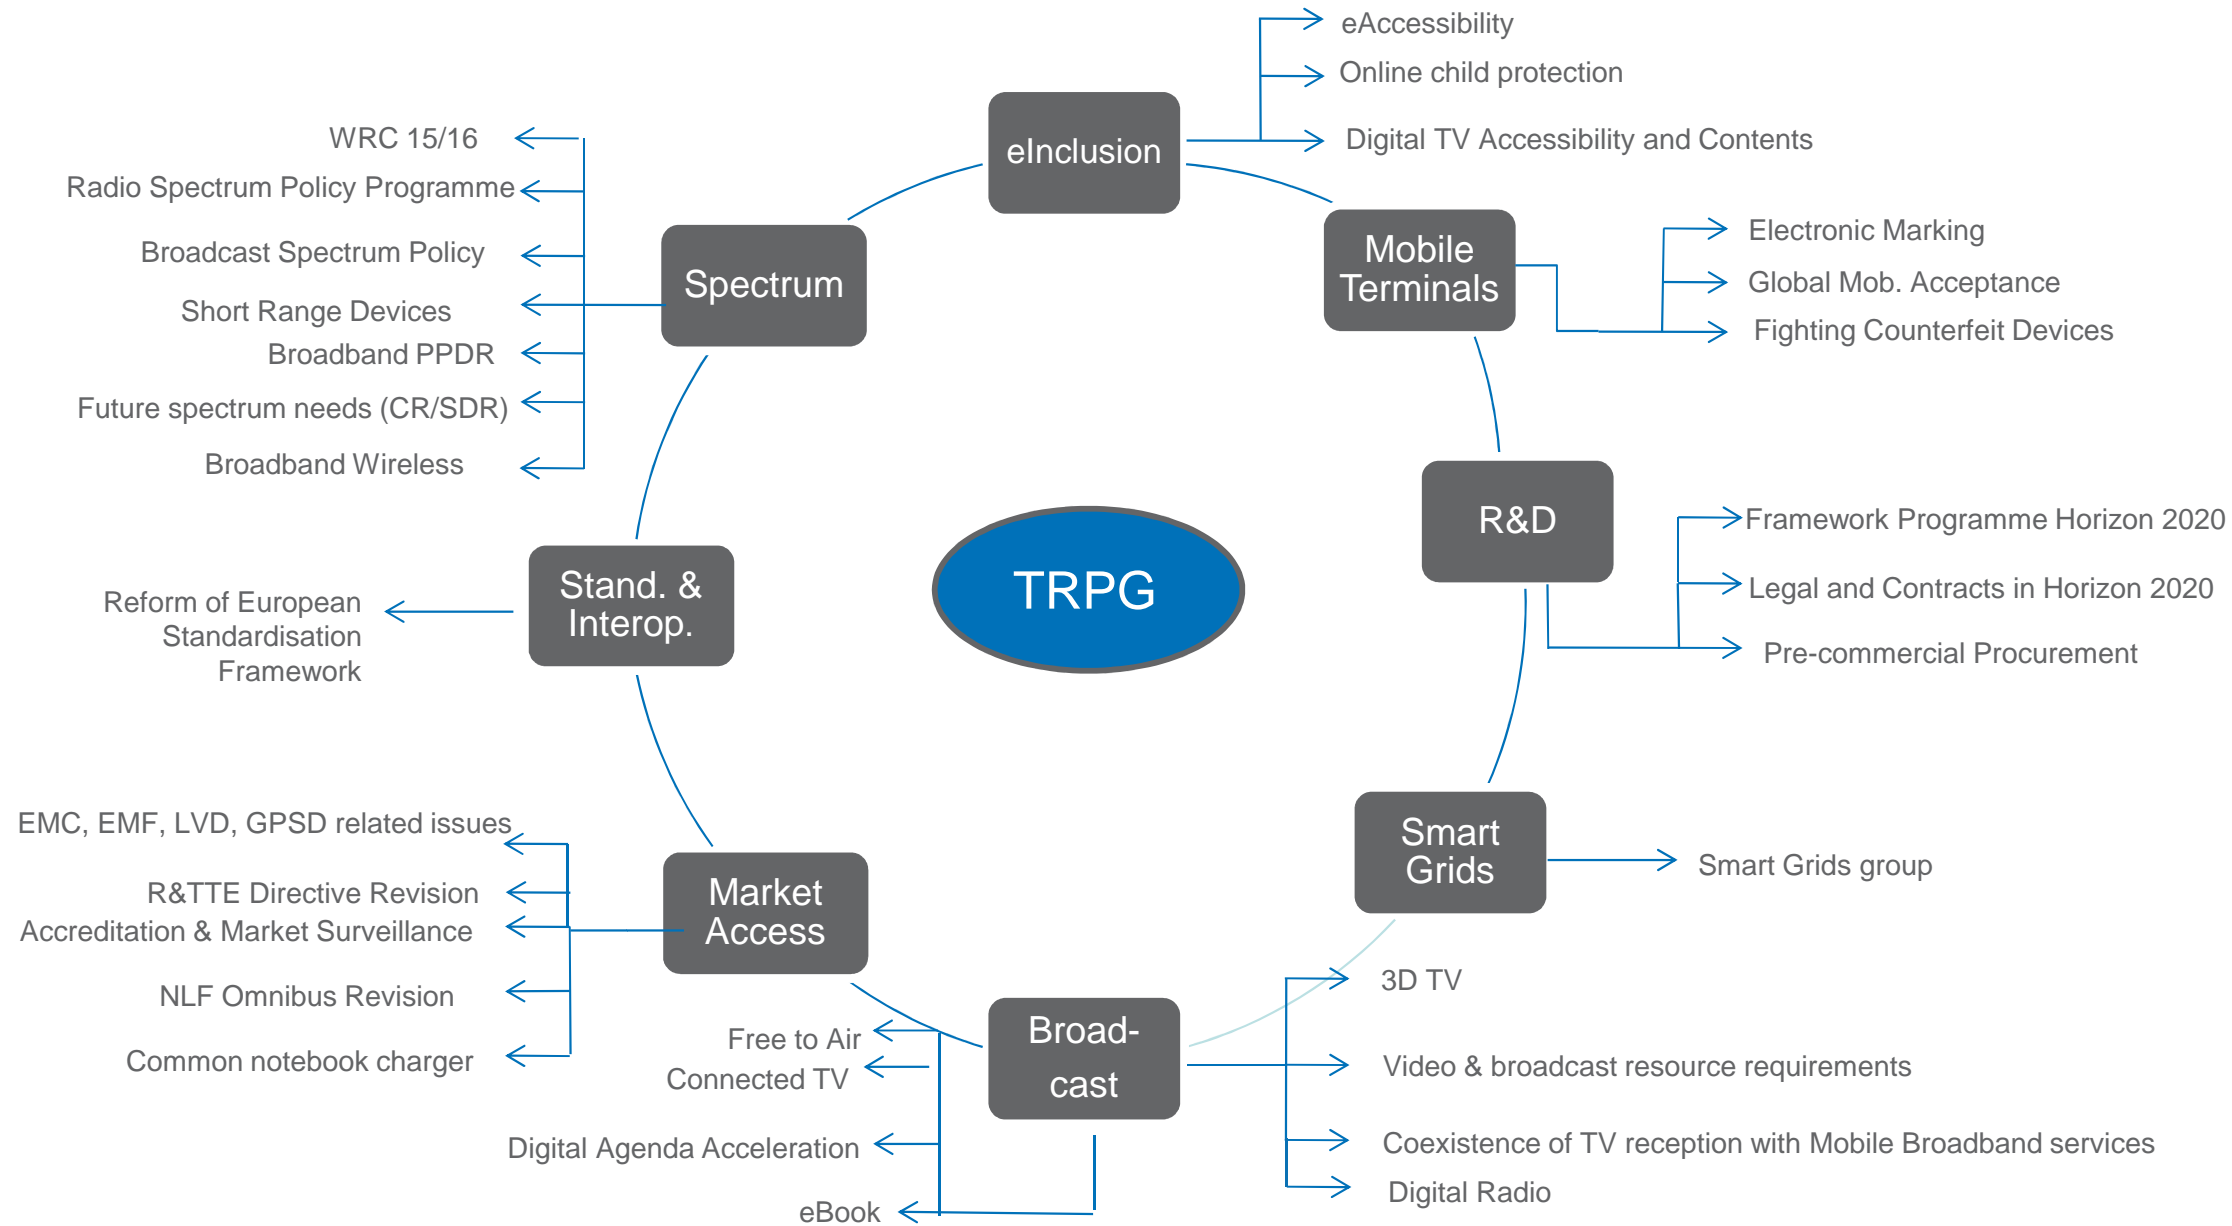 eAccessibility
Online child protection
Digital TV Accessibility and Contents
eInclusion
WRC 15/16
Radio Spectrum Policy Programme
Broadcast Spectrum Policy
Short Range Devices
Broadband PPDR
Future spectrum needs (CR/SDR)
Broadband Wireless
Spectrum
Mobile
Terminals
Electronic Marking
Global Mob. Acceptance
Fighting Counterfeit Devices
R&D
Framework Programme Horizon 2020
Legal and Contracts in Horizon 2020
Pre-commercial Procurement
TRPG
Stand. &
Interop.
Reform of European
Standardisation
Framework
Smart
Grids
Smart Grids group
EMC, EMF, LVD, GPSD related issues
R&TTE Directive Revision
Accreditation & Market Surveillance
NLF Omnibus Revision
Common notebook charger
Market
Access
Broad-
cast
Free to Air
Connected TV
Digital Agenda Acceleration
eBook
3D TV
Video & broadcast resource requirements
Coexistence of TV reception with Mobile Broadband services
Digital Radio